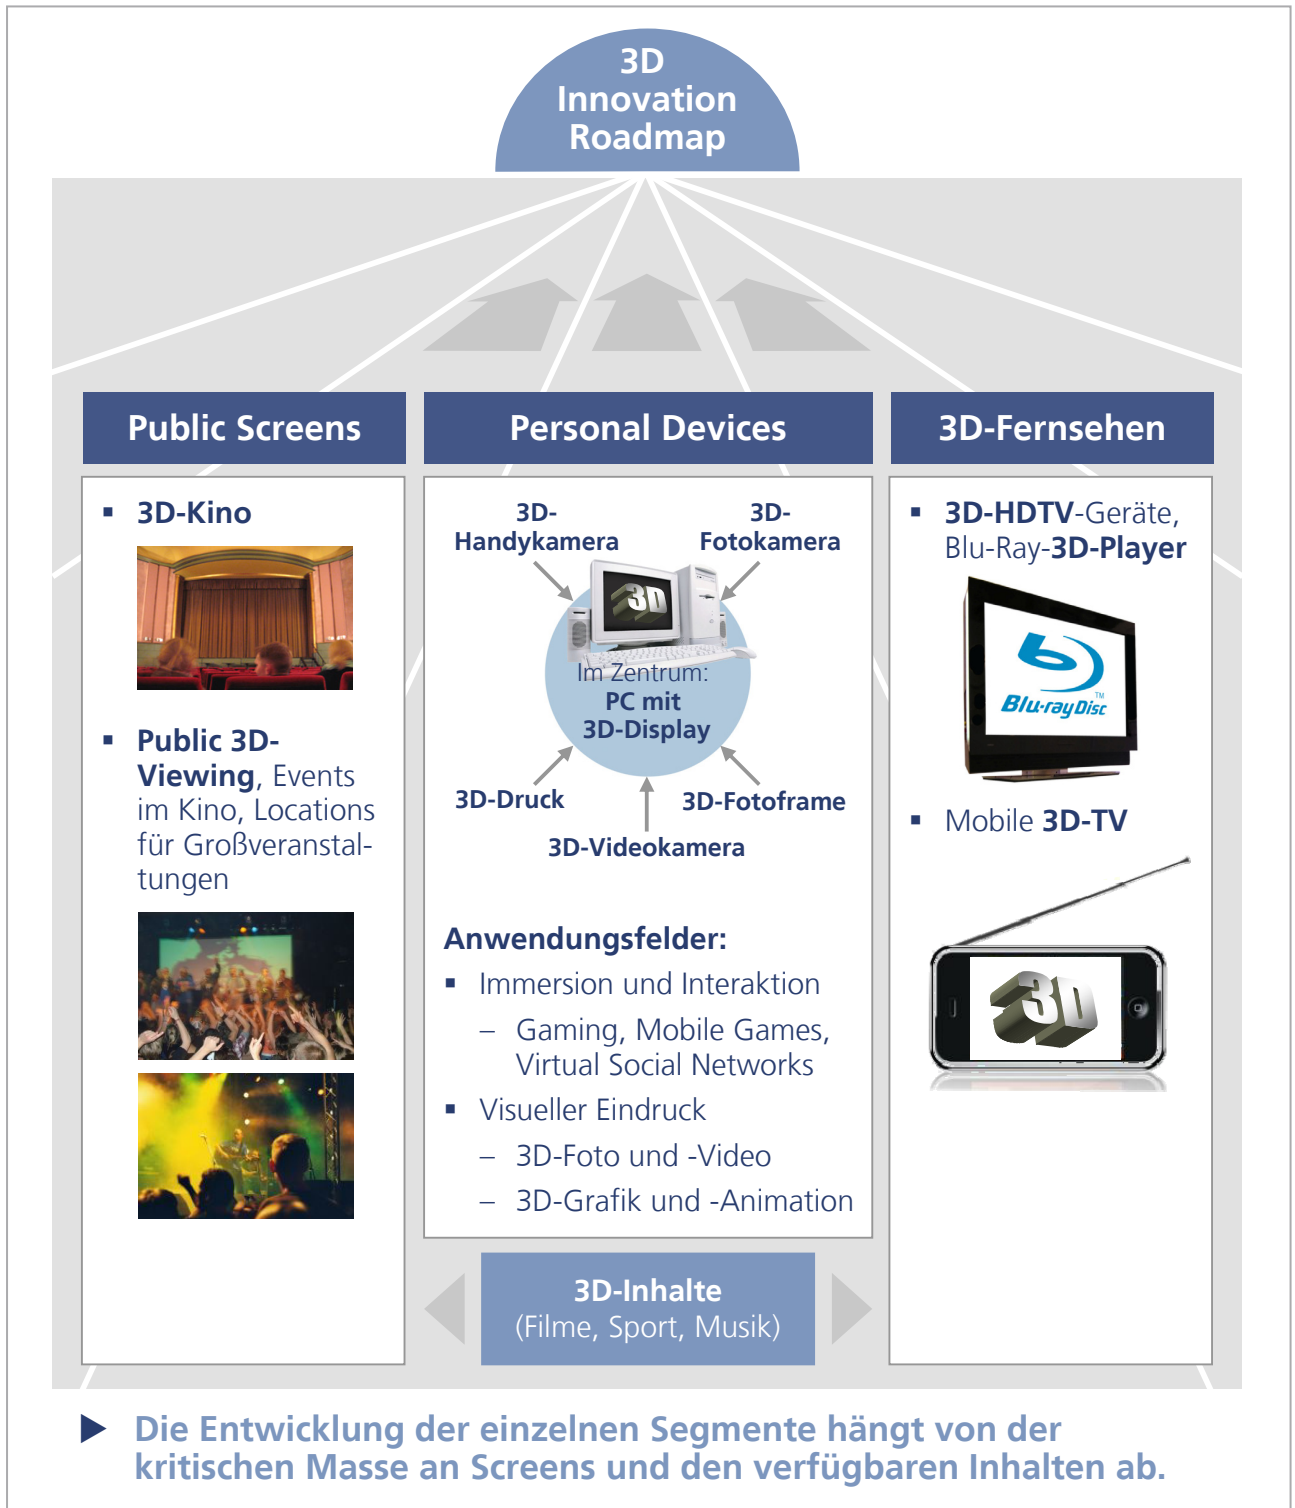 3D
Innovation
Roadmap
Public Screens
▪ 3D-Kino
▪ Public 3D-
Viewing, Events
im Kino, Locations
für Großveranstal-
tungen
Personal Devices
3D-
Handykamera
3D-
Fotokamera
3D
Im Zentrum:
PC mit
3D-Display
3D-Druck
3D-Fotoframe
3D-Videokamera
Anwendungsfelder:
▪ Immersion und Interaktion
– Gaming, Mobile Games,
Virtual Social Networks
▪ Visueller Eindruck
– 3D-Foto und -Video
– 3D-Grafik und -Animation
3D-Fernsehen
▪ 3D-HDTV-Geräte,
Blu-Ray-3D-Player
Blu-ray Disc™
▪ Mobile 3D-TV
3D
3D-Inhalte
(Filme, Sport, Musik)
Die Entwicklung der einzelnen Segmente hängt von der
kritischen Masse an Screens und den verfügbaren Inhalten ab.